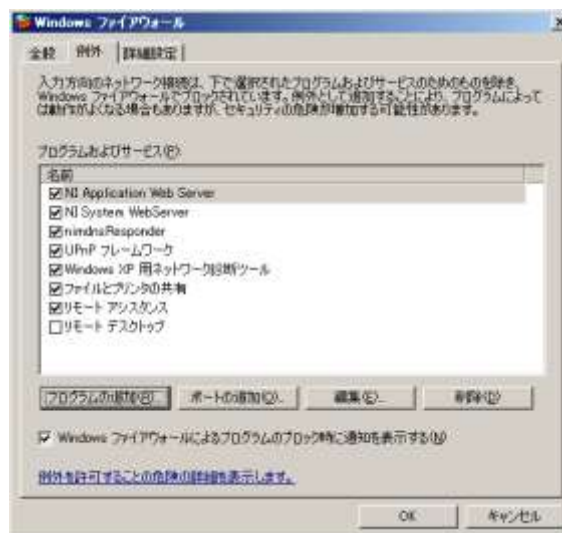 Windows ファイアウォール
全般 例外 詳細設定
入力方向のネットワーク接続は、下で選択されたプログラムおよびサービスのためのものを除き、
Windows ファイアウォールでブロックされています。例外として追加することにより、プログラムによって
は動作がよくなる場合もありますが、セキュリティの危険が増加する可能性があります。
プログラムおよびサービス(P):
名前
NI Application Web Server
NI System WebServer
nimdnsResponder
UPnP フレームワーク
Windows XP 用ネットワーク診断ツール
ファイルとプリンタの共有
リモート アシスタンス
リモート デスクトップ
プログラムの追加(R)... ポートの追加(O)... 編集(E)... 削除(D)
Windows ファイアウォールによるプログラムのブロック時に通知を表示する(N)
例外を許可することの危険の詳細を表示します。
OK キャンセル